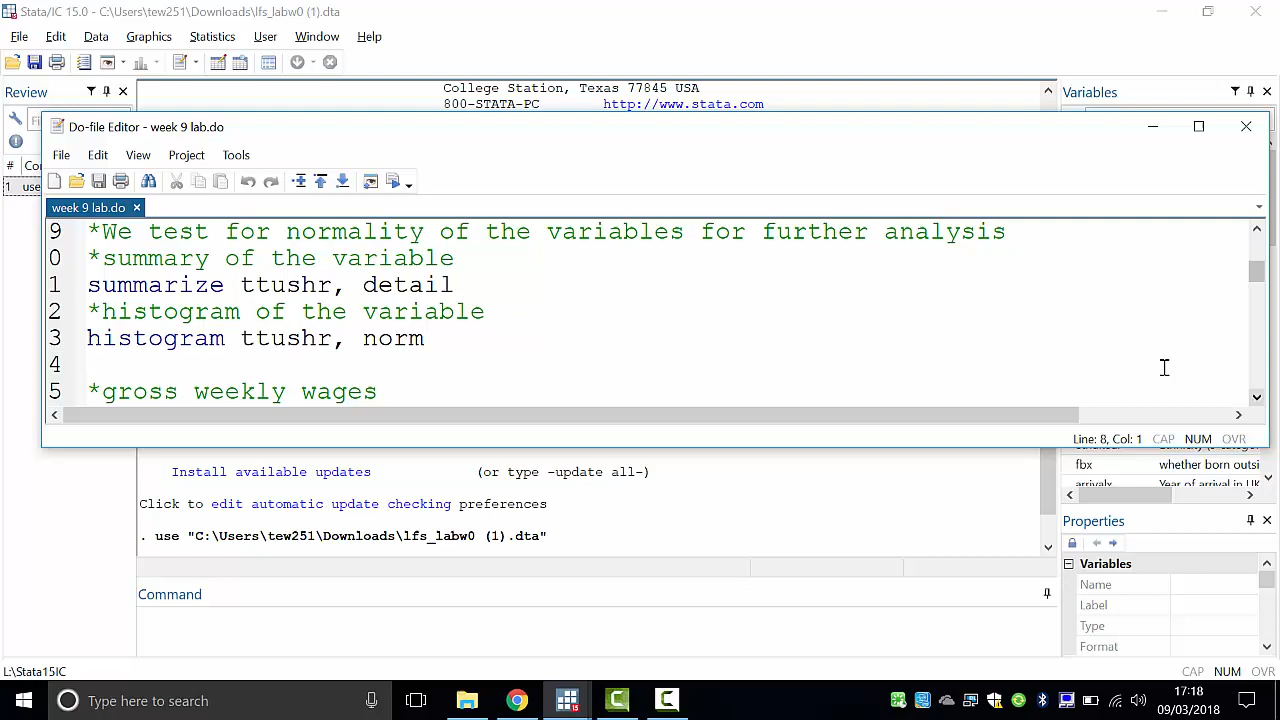 Stata/IC 15.0 - C:\Users\tew251\Downloads\lfs_labw0 (1).dta
File Edit Data Graphics Statistics User Window Help
Review
College Station, Texas 77845 USA
Variables
800-STATA-PC http://www.stata.com
Do-file Editor - week 9 lab.do
File Edit View Project Tools
#
1 use
week 9 lab.do
9 *We test for normality of the variables for further analysis
0 *summary of the variable
1 summarize ttushr, detail
2 *histogram of the variable
3 histogram ttushr, norm
4
5 *gross weekly wages
Line: 8, Col: 1 CAP NUM OVR
fbx whether born outsi
Install available updates (or type -update all-)
Click to edit automatic update checking preferences
. use "C:\Users\tew251\Downloads\lfs_labw0 (1).dta"
Properties
Variables
Name
Label
Type
Format
Command
L:\Stata15IC
CAP NUM OVR
Type here to search
17:18
09/03/2018